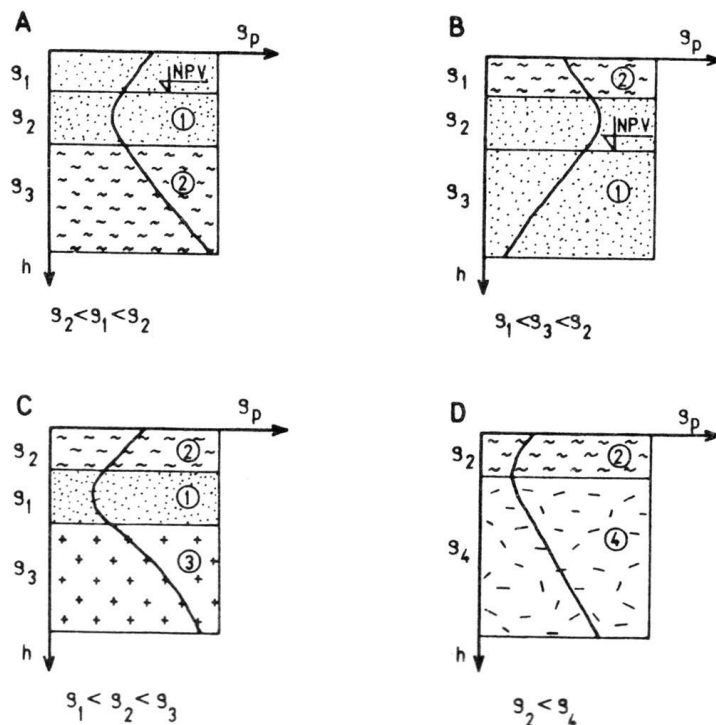 A
ϱₚ
ϱ₁
NPV
ϱ₂
①
ϱ₃
②
h
ϱ₂<ϱ₁<ϱ₂
B
ϱₚ
ϱ₁
②
ϱ₂
NPV
ϱ₃
①
h
ϱ₁<ϱ₃<ϱ₂
C
ϱₚ
ϱ₂
②
ϱ₁
①
ϱ₃
③
h
ϱ₁<ϱ₂<ϱ₃
D
ϱₚ
ϱ₂
②
ϱ₄
④
h
ϱ₂<ϱ₄